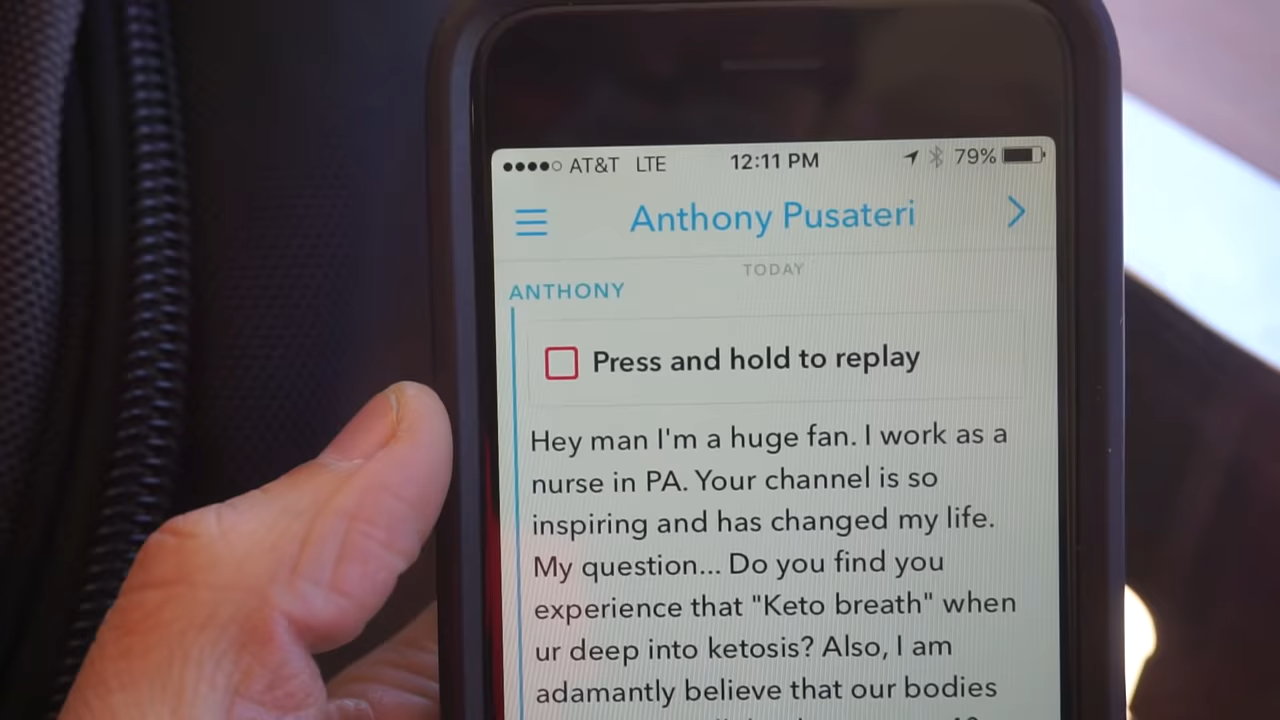 AT&T LTE 12:11 PM 79%
Anthony Pusateri
TODAY
ANTHONY
Press and hold to replay
Hey man I'm a huge fan. I work as a
nurse in PA. Your channel is so
inspiring and has changed my life.
My question... Do you find you
experience that "Keto breath" when
ur deep into ketosis? Also, I am
adamantly believe that our bodies